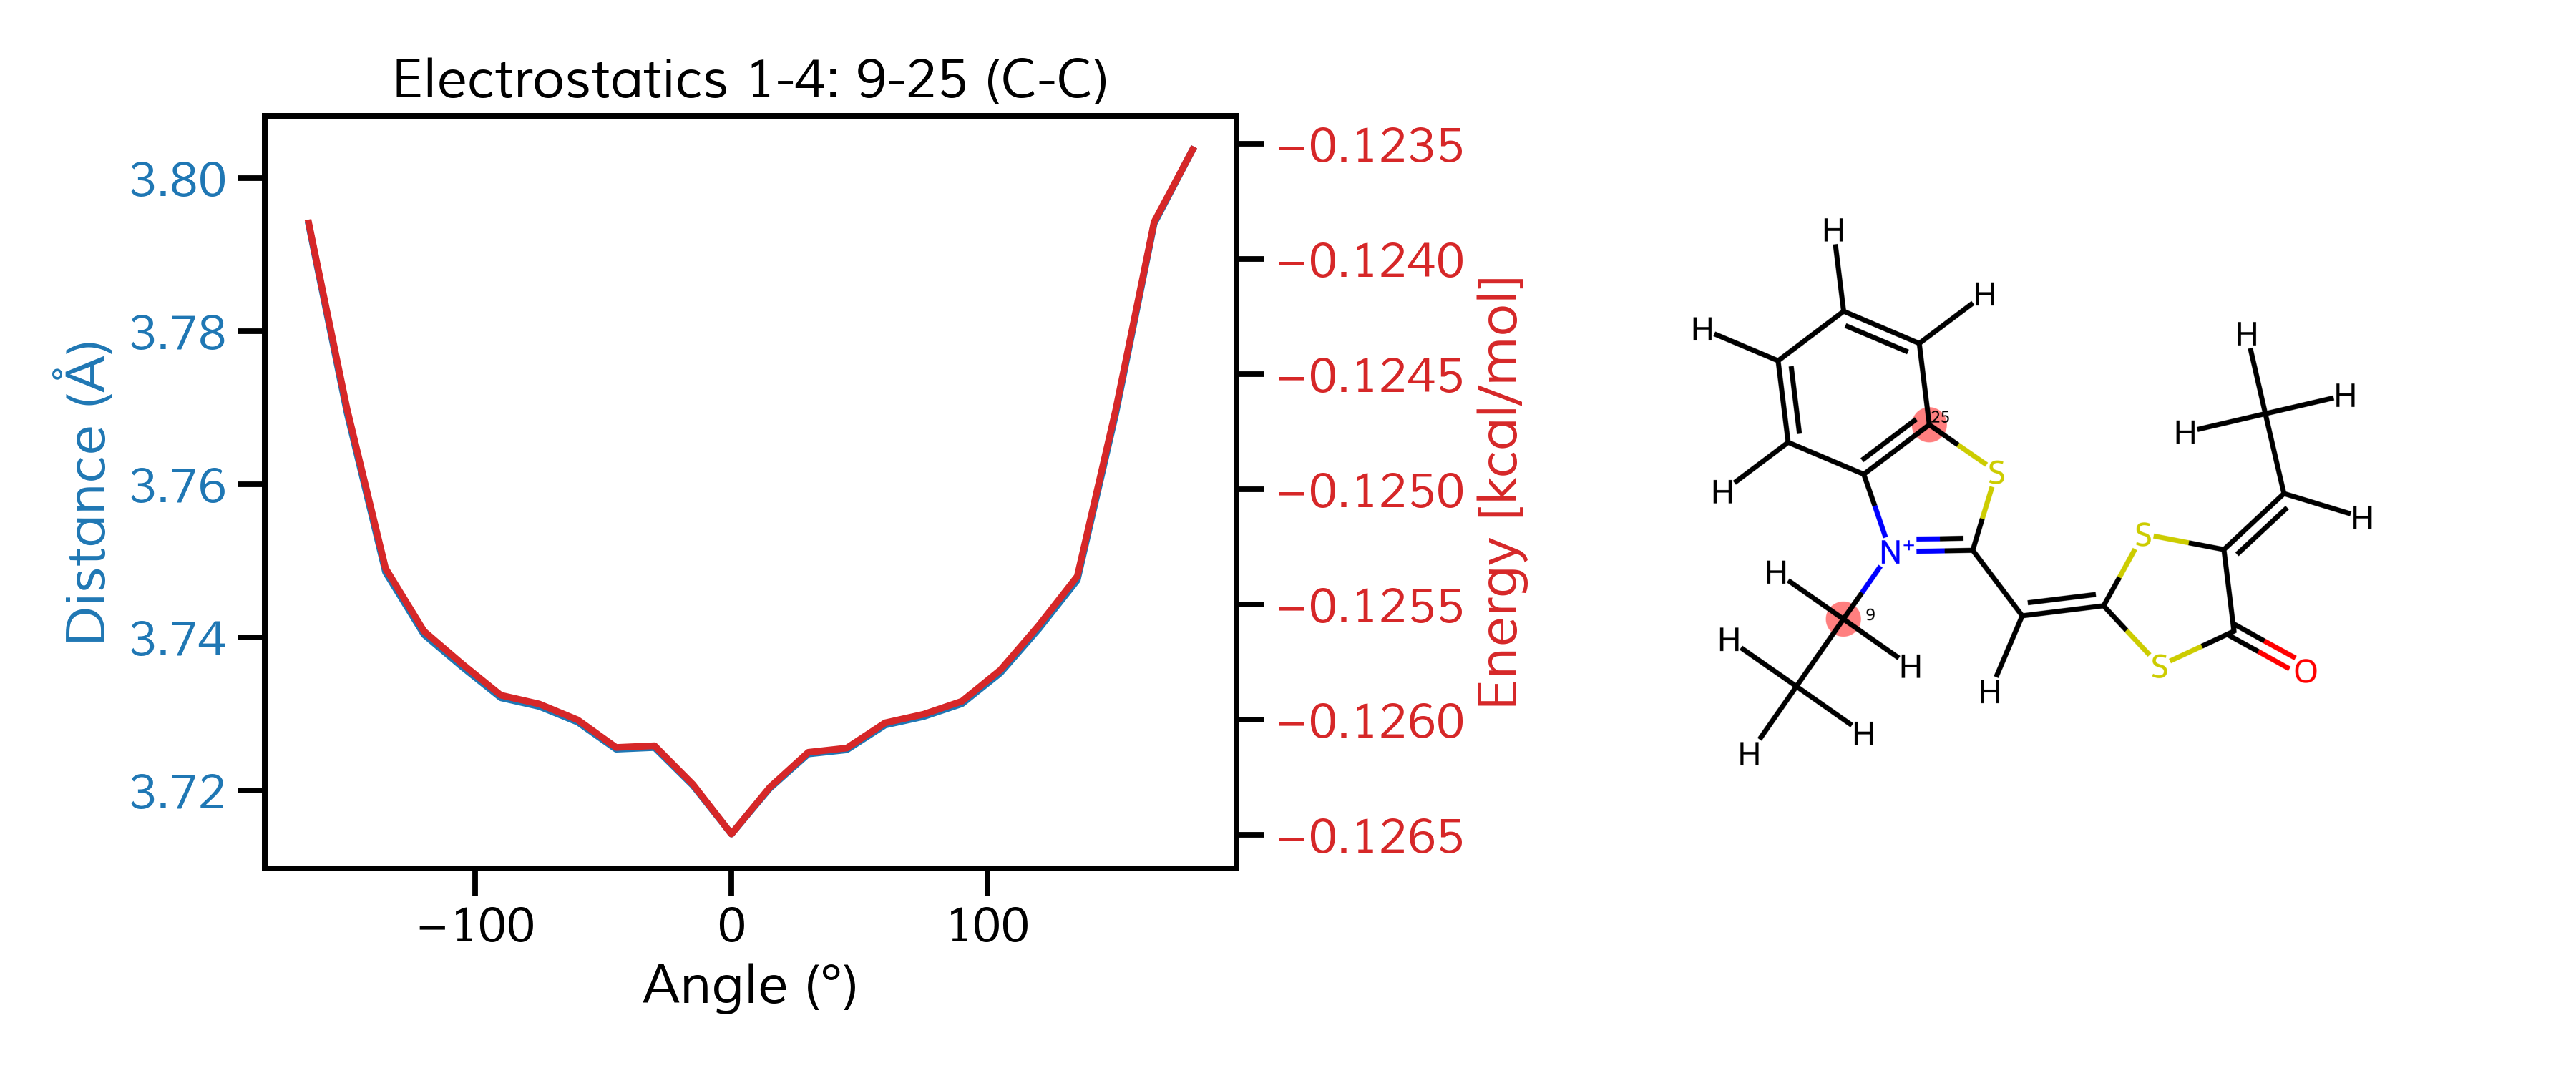 Electrostatics 1-4: 9-25 (C-C)
Distance (Å)
3.80
3.78
3.76
3.74
3.72
−0.1235
−0.1240
−0.1245
−0.1250
−0.1255
−0.1260
−0.1265
Energy [kcal/mol]
−100
0
100
Angle (°)
H
H
H
H
H
H
H
25
S
H
H
S
N+
H
9
H
H
S
O
H
H
H